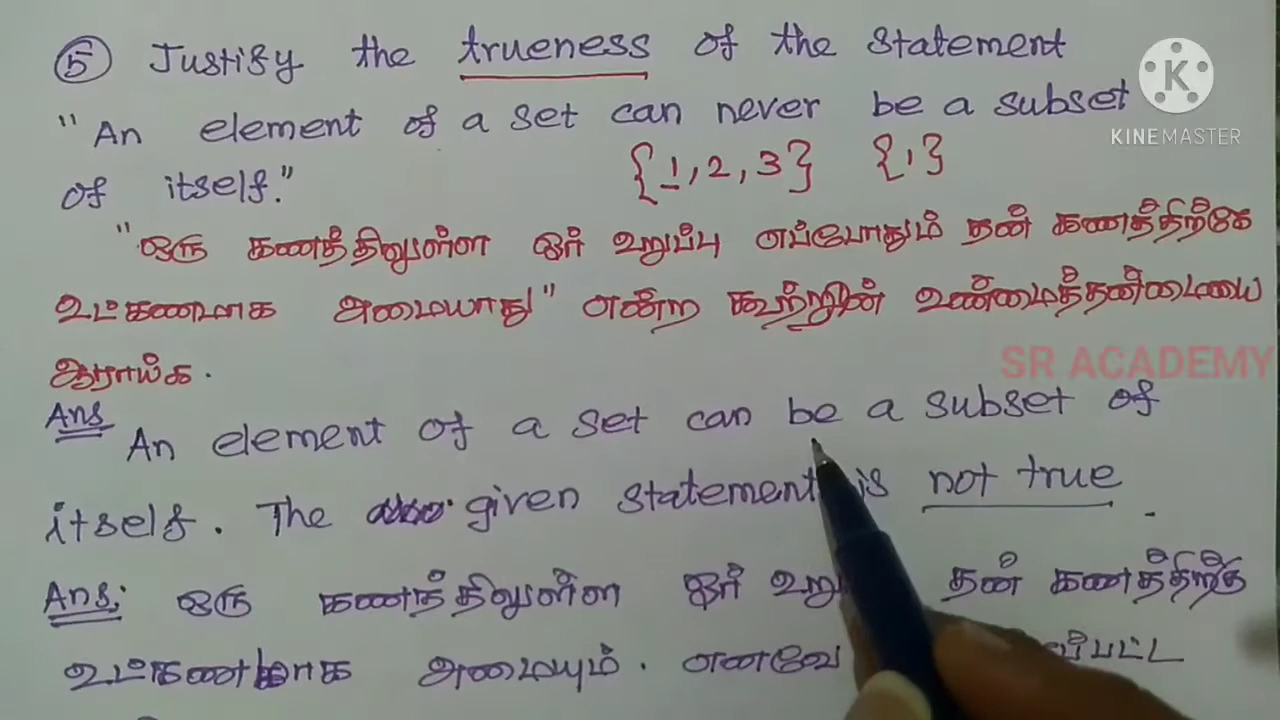 ⑤ Justify the trueness of the statement
"An element of a set can never be a subset
of itself."
{1,2,3} {1}
"ஒரு கணத்திலுள்ள ஓர் உறுப்பு எப்போதும் தன் கணத்திற்கே
உட்கணமாக அமையாது" என்ற கூற்றின் உண்மைத்தன்மையை
ஆராய்க.
Ans
An element of a set can be a subset of
itself. The given statement is not true.
Ans: ஒரு கணத்திலுள்ள ஓர் தன்
உட்கணமாக அமையும். எனவே
K
KINEMASTER
SR ACADEMY